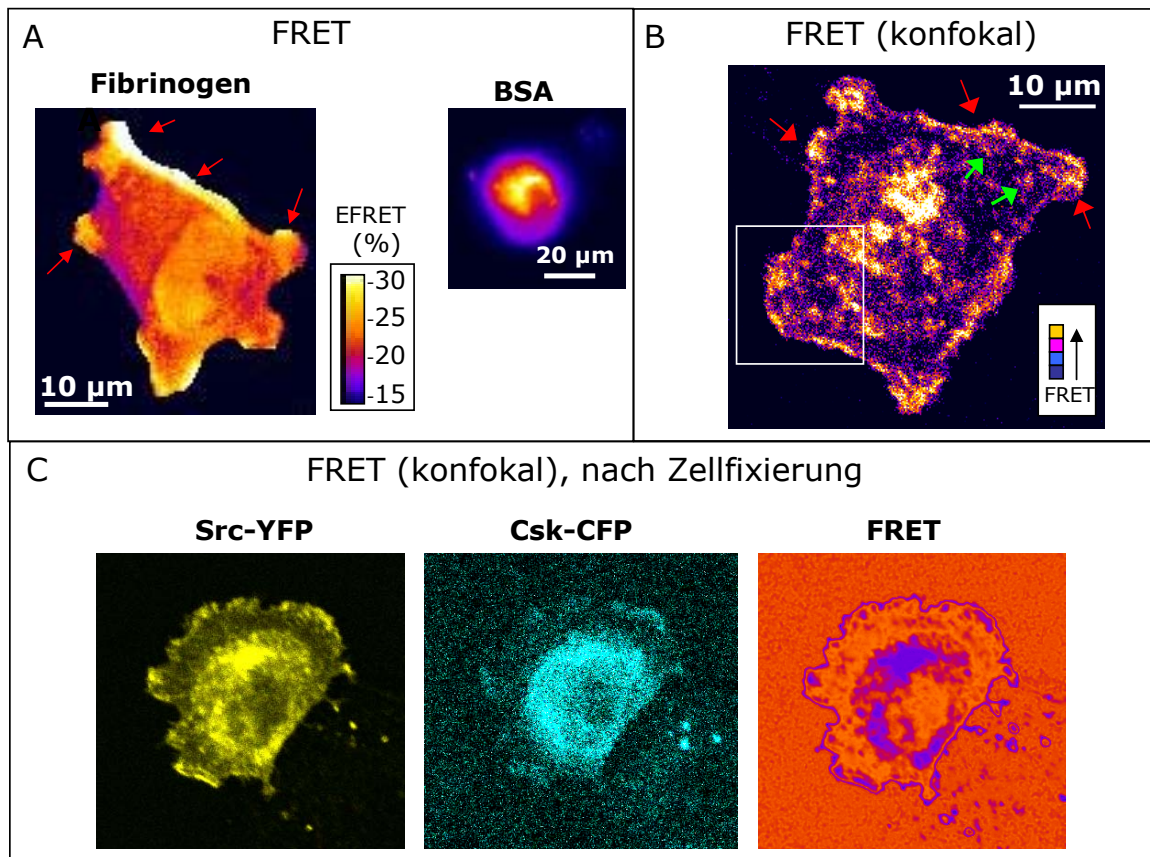 A
FRET
Fibrinogen
BSA
EFRET
(%)
-30
-25
-20
-15
10 µm
20 µm
B
FRET (konfokal)
10 µm
FRET
C
FRET (konfokal), nach Zellfixierung
Src-YFP
Csk-CFP
FRET